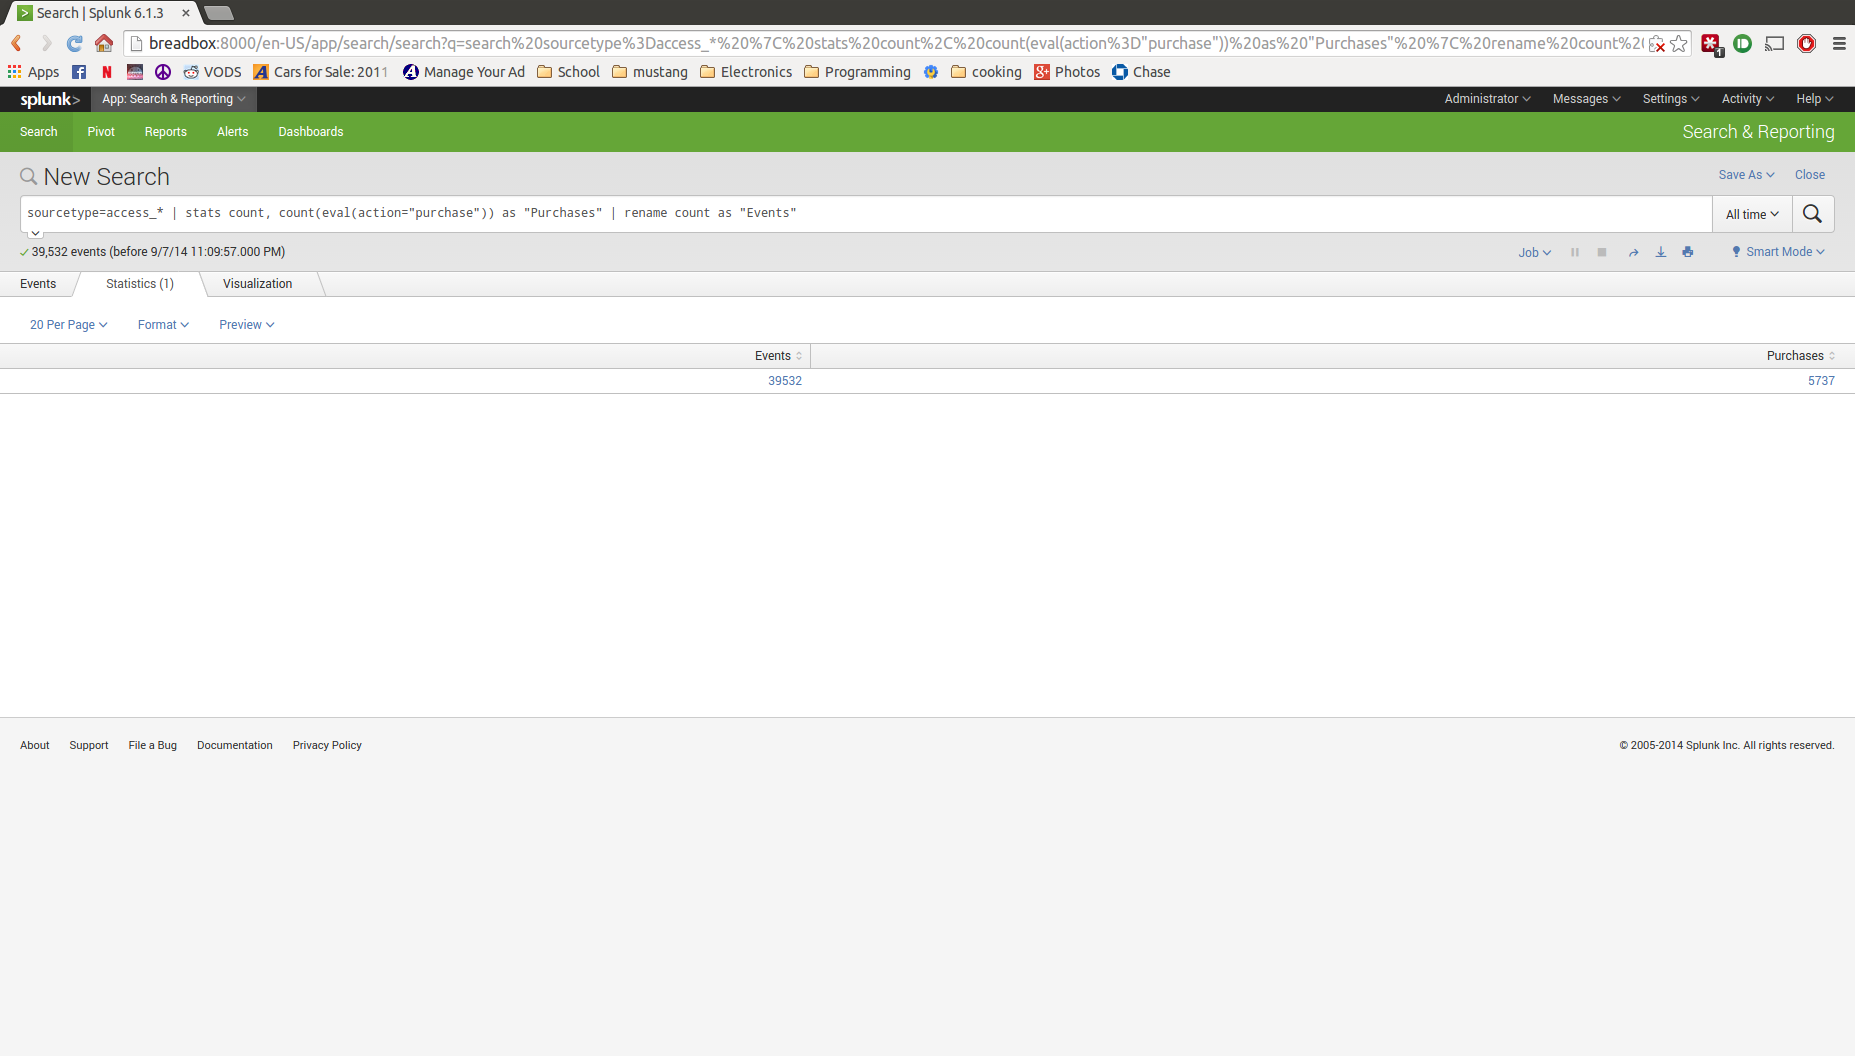 Search | Splunk 6.1.3
breadbox:8000/en-US/app/search/search?q=search%20sourcetype%3Daccess_*%20%7C%20stats%20count%2C%20count(eval(action%3D"purchase"))%20as%20"Purchases"%20%7C%20rename%20count%20
Apps VODS Cars for Sale: 2011 Manage Your Ad School mustang Electronics Programming cooking Photos Chase
splunk> App: Search & Reporting Administrator Messages Settings Activity Help
Search Pivot Reports Alerts Dashboards Search & Reporting
New Search Save As Close
sourcetype=access_* | stats count, count(eval(action="purchase")) as "Purchases" | rename count as "Events" All time
39,532 events (before 9/7/14 11:09:57.000 PM) Job Smart Mode
Events Statistics (1) Visualization
20 Per Page Format Preview
Events Purchases
39532 5737
About Support File a Bug Documentation Privacy Policy © 2005-2014 Splunk Inc. All rights reserved.